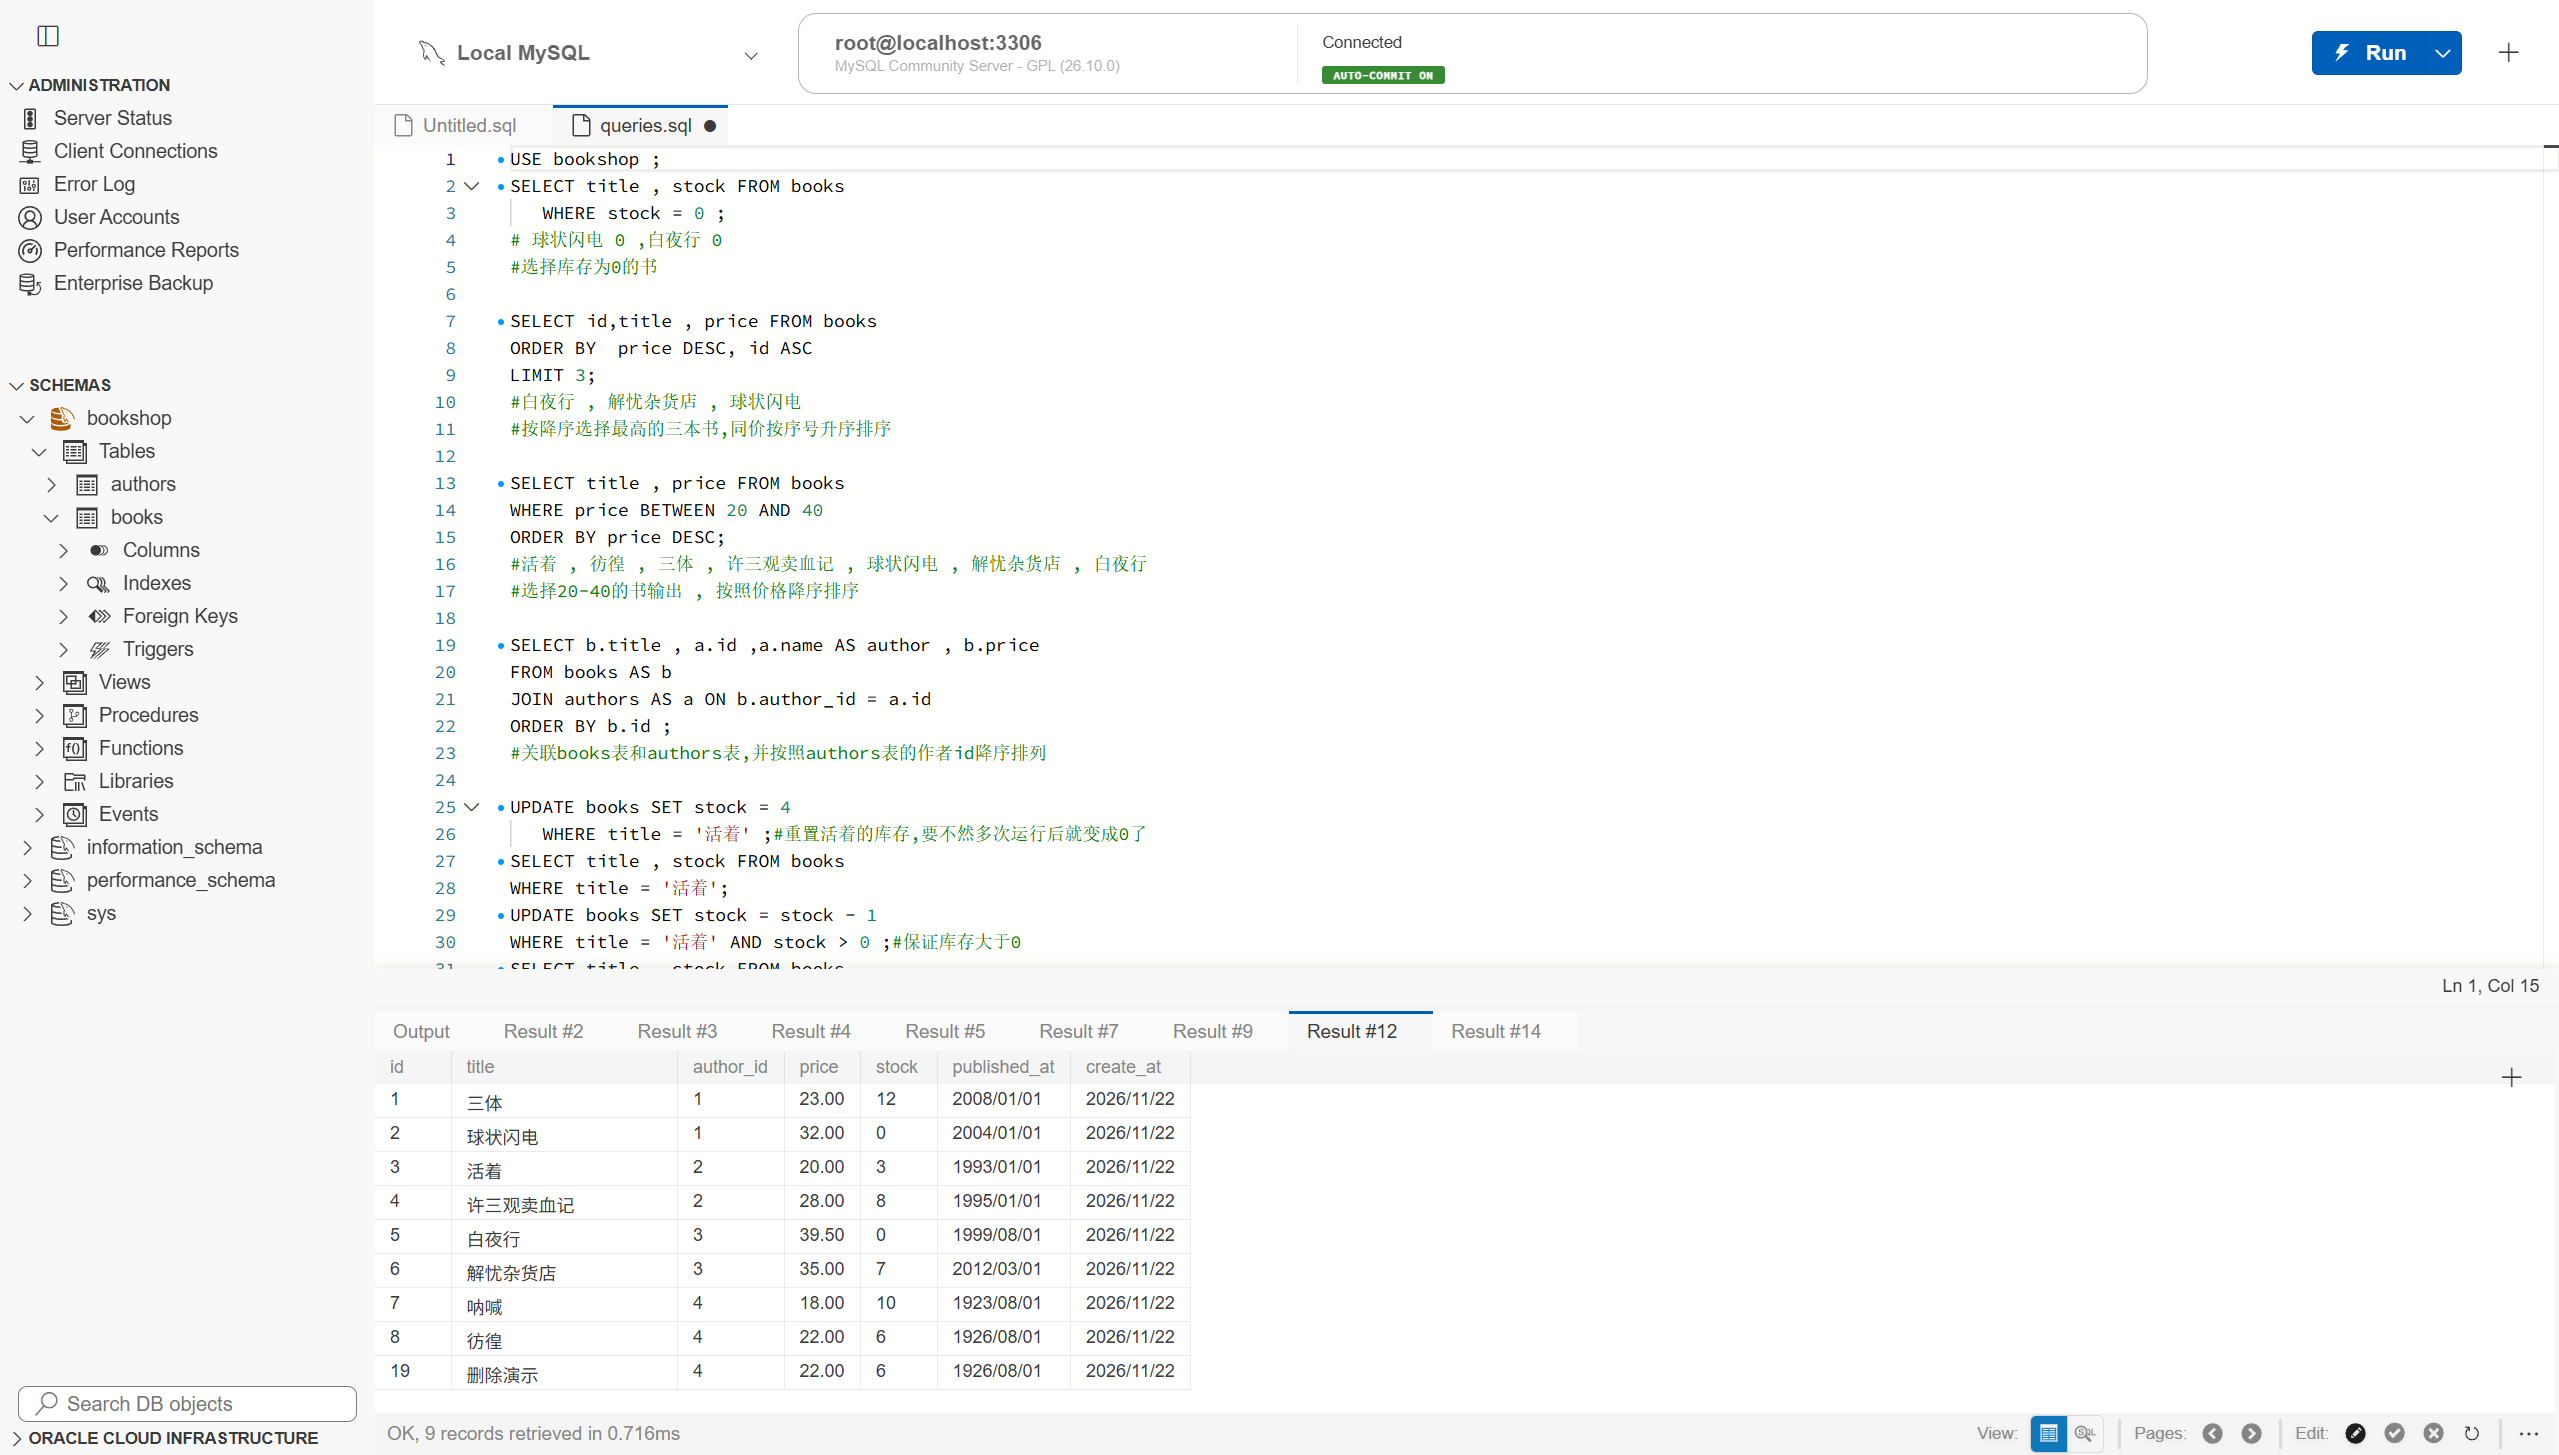 ADMINISTRATION
Server Status
Client Connections
Error Log
User Accounts
Performance Reports
Enterprise Backup
SCHEMAS
bookshop
Tables
authors
books
Columns
Indexes
Foreign Keys
Triggers
Views
Procedures
Functions
Libraries
Events
information_schema
performance_schema
sys
Search DB objects
ORACLE CLOUD INFRASTRUCTURE
Local MySQL
root@localhost:3306
MySQL Community Server - GPL (26.10.0)
Connected
AUTO-COMMIT ON
Run
Untitled.sql queries.sql
1 USE bookshop ;
2 SELECT title , stock FROM books
3 WHERE stock = 0 ;
4 # 球状闪电 0 ,白夜行 0
5 #选择库存为0的书
6
7 SELECT id,title , price FROM books
8 ORDER BY  price DESC, id ASC
9 LIMIT 3;
10 #白夜行 , 解忧杂货店 , 球状闪电
11 #按降序选择最高的三本书,同价按序号升序排序
12
13 SELECT title , price FROM books
14 WHERE price BETWEEN 20 AND 40
15 ORDER BY price DESC;
16 #活着 , 彷徨 , 三体 , 许三观卖血记 , 球状闪电 , 解忧杂货店 , 白夜行
17 #选择20-40的书输出 , 按照价格降序排序
18
19 SELECT b.title , a.id ,a.name AS author , b.price
20 FROM books AS b
21 JOIN authors AS a ON b.author_id = a.id
22 ORDER BY b.id ;
23 #关联books表和authors表,并按照authors表的作者id降序排列
24
25 UPDATE books SET stock = 4
26 WHERE title = '活着' ;#重置活着的库存,要不然多次运行后就变成0了
27 SELECT title , stock FROM books
28 WHERE title = '活着';
29 UPDATE books SET stock = stock - 1
30 WHERE title = '活着' AND stock > 0 ;#保证库存大于0
31 SELECT title , stock FROM books
Ln 1, Col 15
Output Result #2 Result #3 Result #4 Result #5 Result #7 Result #9 Result #12 Result #14
id title author_id price stock published_at create_at
1 三体 1 23.00 12 2008/01/01 2026/11/22
2 球状闪电 1 32.00 0 2004/01/01 2026/11/22
3 活着 2 20.00 3 1993/01/01 2026/11/22
4 许三观卖血记 2 28.00 8 1995/01/01 2026/11/22
5 白夜行 3 39.50 0 1999/08/01 2026/11/22
6 解忧杂货店 3 35.00 7 2012/03/01 2026/11/22
7 呐喊 4 18.00 10 1923/08/01 2026/11/22
8 彷徨 4 22.00 6 1926/08/01 2026/11/22
19 删除演示 4 22.00 6 1926/08/01 2026/11/22
OK, 9 records retrieved in 0.716ms
View: Pages: Edit: